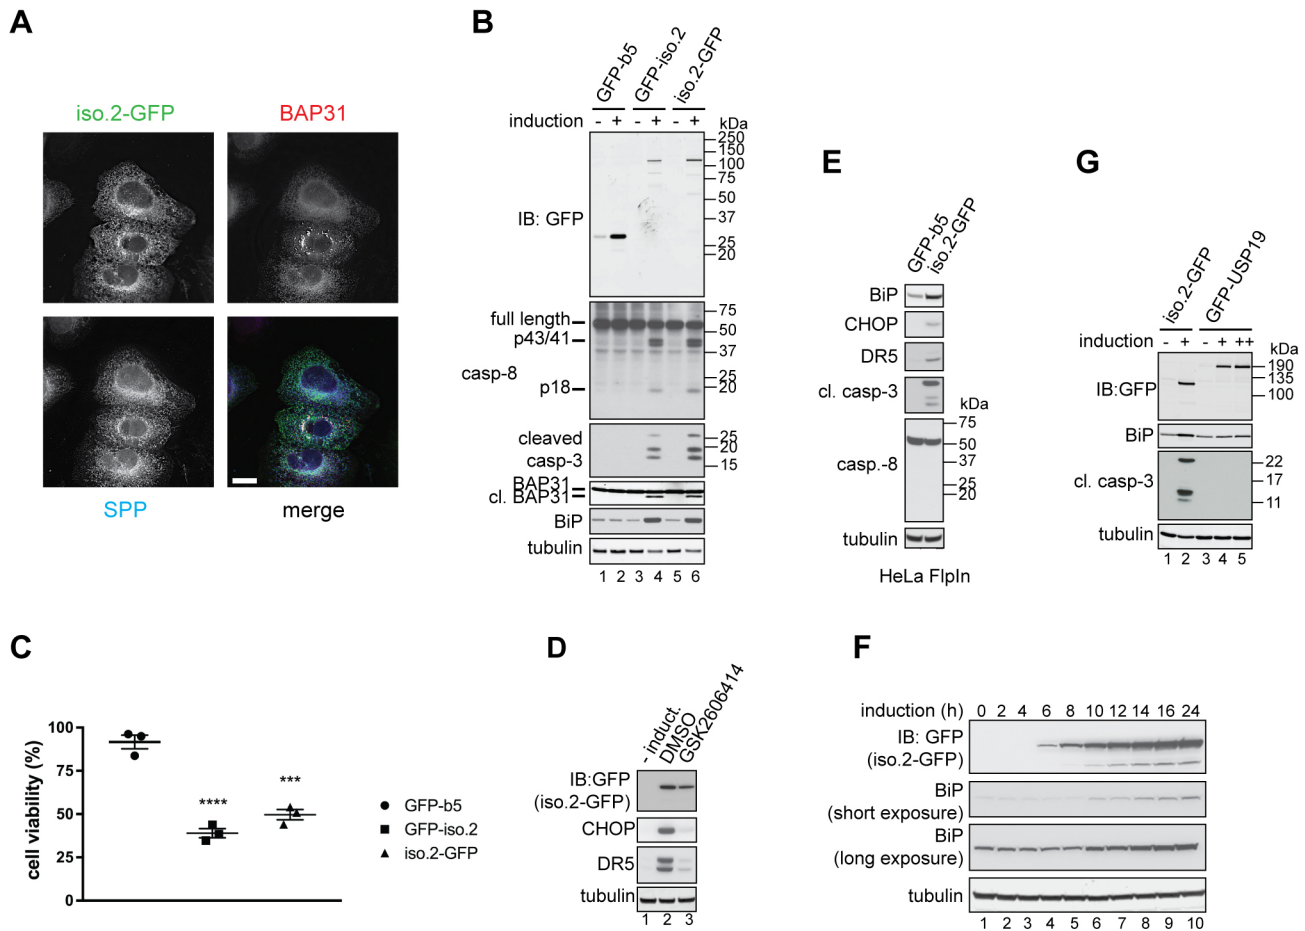 A
iso.2-GFP
BAP31
SPP
merge
B
GFP-b5
GFP-iso.2
iso.2-GFP
induction - + - + - + kDa
250
150
100
75
50
37
25
20
IB: GFP
full length
p43/41
casp-8
p18
75
50
37
25
20
cleaved
casp-3
25
20
15
BAP31
cl. BAP31
BiP
tubulin
1 2 3 4 5 6
C
cell viability (%)
100
75
50
25
0
****
***
GFP-b5
GFP-iso.2
iso.2-GFP
D
- induct.
DMSO
GSK2606414
IB:GFP
(iso.2-GFP)
CHOP
DR5
tubulin
1 2 3
E
GFP-b5
iso.2-GFP
BiP
CHOP
DR5
cl. casp-3
kDa
75
50
37
25
20
casp.-8
tubulin
HeLa FlpIn
F
induction (h) 0 2 4 6 8 10 12 14 16 24
IB: GFP
(iso.2-GFP)
BiP
(short exposure)
BiP
(long exposure)
tubulin
1 2 3 4 5 6 7 8 9 10
G
iso.2-GFP
GFP-USP19
induction - + - + ++ kDa
190
135
100
IB:GFP
BiP
cl. casp-3
22
17
11
tubulin
1 2 3 4 5